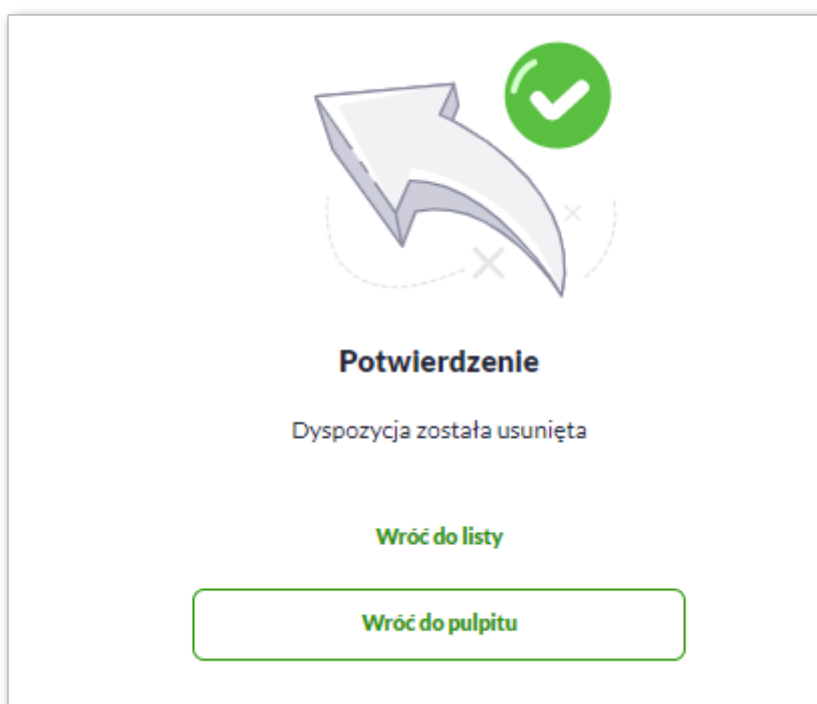 Potwierdzenie
Dyspozycja została usunięta
Wróć do listy
Wróć do pulpitu